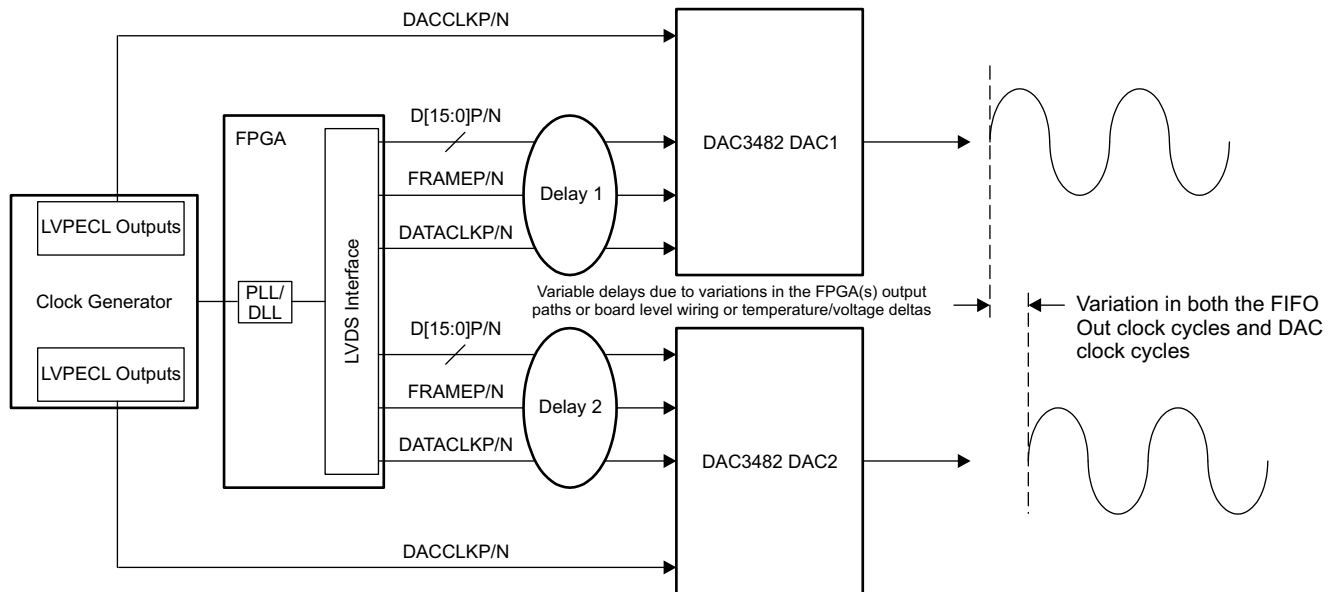 DACCLKP/N
D[15:0]P/N
FPGA
DAC3482 DAC1
FRAMEP/N
Delay 1
LVPECL Outputs
DATACLKP/N
LVDS Interface
Clock Generator
PLL/
DLL
Variable delays due to variations in the FPGA(s) output
paths or board level wiring or temperature/voltage deltas
Variation in both the FIFO
Out clock cycles and DAC
clock cycles
D[15:0]P/N
LVPECL Outputs
FRAMEP/N
Delay 2
DATACLKP/N
DAC3482 DAC2
DACCLKP/N